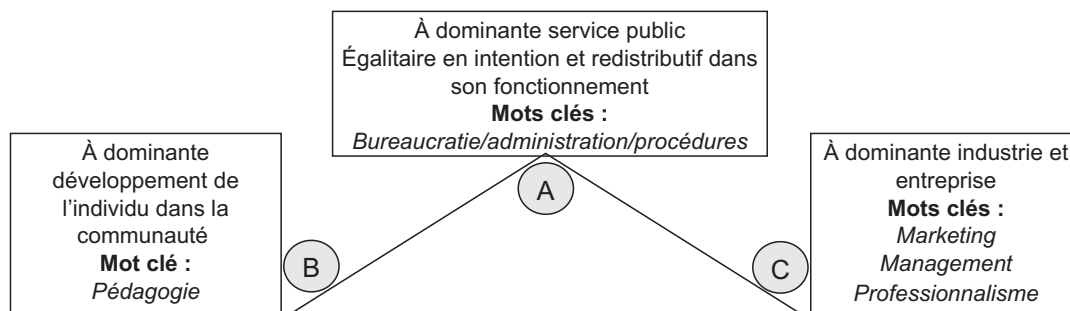 À dominante service public
Égalitaire en intention et redistributif dans
son fonctionnement
Mots clés :
Bureaucratie/administration/procédures
À dominante
développement de
l’individu dans la
communauté
Mot clé :
Pédagogie
À dominante industrie et
entreprise
Mots clés :
Marketing
Management
Professionnalisme
A
B
C